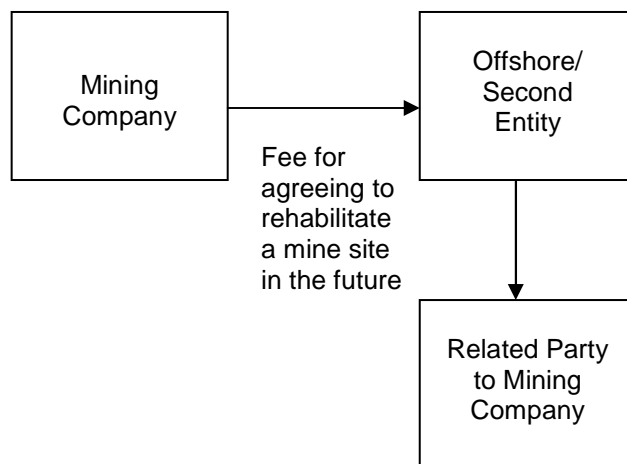 Mining
Company
Offshore/
Second
Entity
Fee for
agreeing to
rehabilitate
a mine site
in the future
Related Party
to Mining
Company